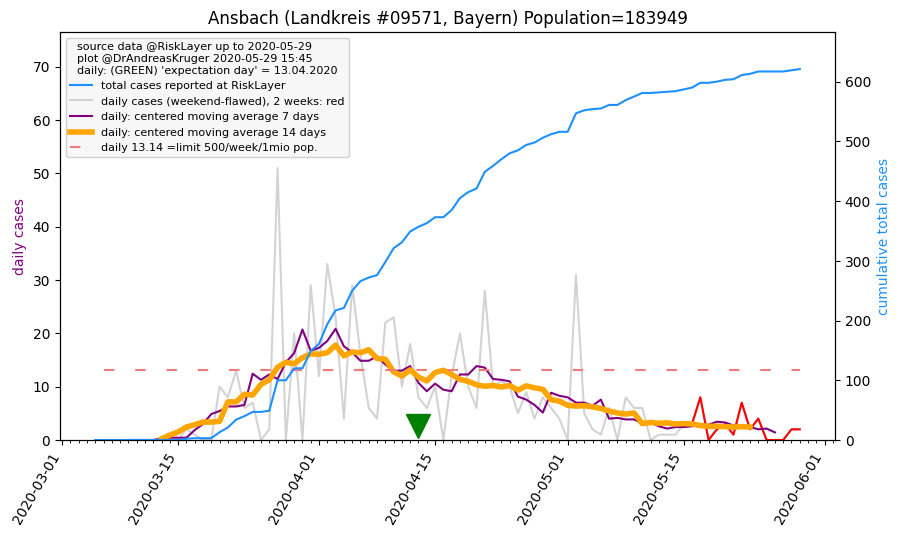 Ansbach (Landkreis #09571, Bayern) Population=183949
source data @RiskLayer up to 2020-05-29
plot @DrAndreasKruger 2020-05-29 15:45
daily: (GREEN) 'expectation day' = 13.04.2020
total cases reported at RiskLayer
daily cases (weekend-flawed), 2 weeks: red
daily: centered moving average 7 days
daily: centered moving average 14 days
daily 13.14 =limit 500/week/1mio pop.
daily cases
70
60
50
40
30
20
10
0
cumulative total cases
600
500
400
300
200
100
0
2020-03-01
2020-03-15
2020-04-01
2020-04-15
2020-05-01
2020-05-15
2020-06-01